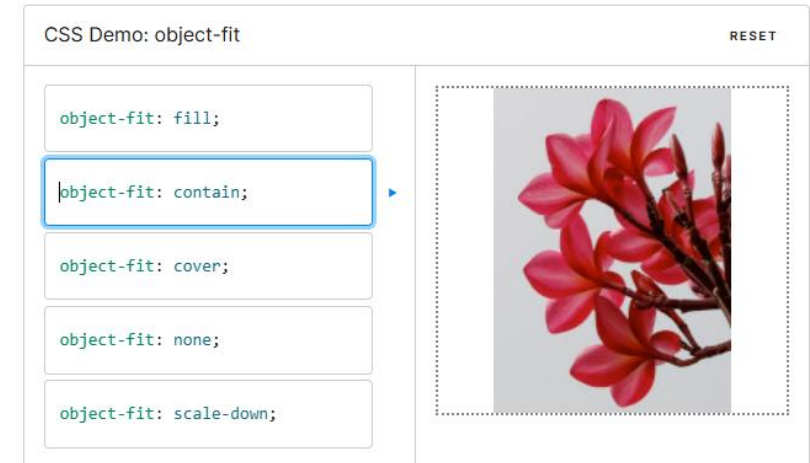 CSS Demo: object-fit
RESET
object-fit: fill;
object-fit: contain;
object-fit: cover;
object-fit: none;
object-fit: scale-down;